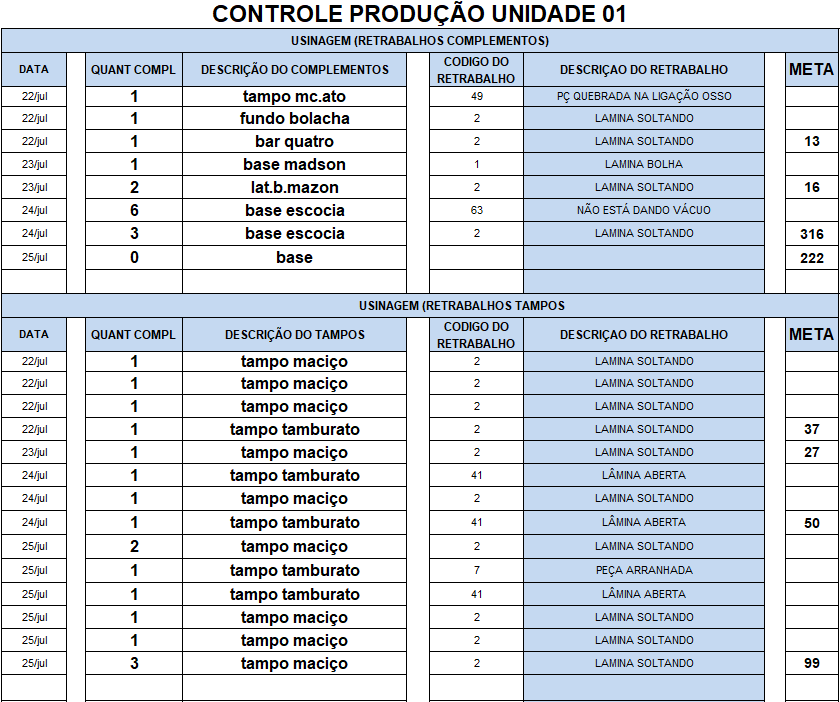 CONTROLE PRODUÇÃO UNIDADE 01
USINAGEM (RETRABALHOS COMPLEMENTOS)
DATA QUANT COMPL DESCRIÇÃO DO COMPLEMENTOS CODIGO DO RETRABALHO DESCRIÇAO DO RETRABALHO META
22/jul 1 tampo mc.ato 49 PÇ QUEBRADA NA LIGAÇÃO OSSO
22/jul 1 fundo bolacha 2 LAMINA SOLTANDO
22/jul 1 bar quatro 2 LAMINA SOLTANDO 13
23/jul 1 base madson 1 LAMINA BOLHA
23/jul 2 lat.b.mazon 2 LAMINA SOLTANDO 16
24/jul 6 base escocia 63 NÃO ESTÁ DANDO VÁCUO
24/jul 3 base escocia 2 LAMINA SOLTANDO 316
25/jul 0 base 222
USINAGEM (RETRABALHOS TAMPOS
DATA QUANT COMPL DESCRIÇÃO DO TAMPOS CODIGO DO RETRABALHO DESCRIÇAO DO RETRABALHO META
22/jul 1 tampo maciço 2 LAMINA SOLTANDO
22/jul 1 tampo maciço 2 LAMINA SOLTANDO
22/jul 1 tampo maciço 2 LAMINA SOLTANDO
22/jul 1 tampo tamburato 2 LAMINA SOLTANDO 37
23/jul 1 tampo maciço 2 LAMINA SOLTANDO 27
24/jul 1 tampo tamburato 41 LÂMINA ABERTA
24/jul 1 tampo maciço 2 LAMINA SOLTANDO
24/jul 1 tampo tamburato 41 LÂMINA ABERTA 50
25/jul 2 tampo maciço 2 LAMINA SOLTANDO
25/jul 1 tampo tamburato 7 PEÇA ARRANHADA
25/jul 1 tampo tamburato 41 LÂMINA ABERTA
25/jul 1 tampo maciço 2 LAMINA SOLTANDO
25/jul 1 tampo maciço 2 LAMINA SOLTANDO
25/jul 3 tampo maciço 2 LAMINA SOLTANDO 99